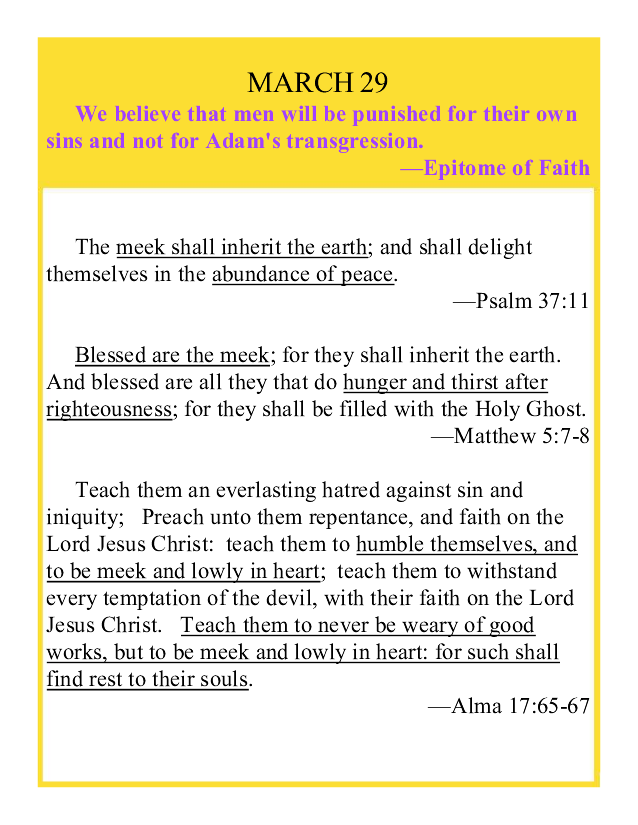 MARCH 29
We believe that men will be punished for their own
sins and not for Adam's transgression.
—Epitome of Faith
The meek shall inherit the earth; and shall delight
themselves in the abundance of peace.
—Psalm 37:11
Blessed are the meek; for they shall inherit the earth.
And blessed are all they that do hunger and thirst after
righteousness; for they shall be filled with the Holy Ghost.
—Matthew 5:7-8
Teach them an everlasting hatred against sin and
iniquity;   Preach unto them repentance, and faith on the
Lord Jesus Christ:  teach them to humble themselves, and
to be meek and lowly in heart;  teach them to withstand
every temptation of the devil, with their faith on the Lord
Jesus Christ.   Teach them to never be weary of good
works, but to be meek and lowly in heart: for such shall
find rest to their souls.
—Alma 17:65-67